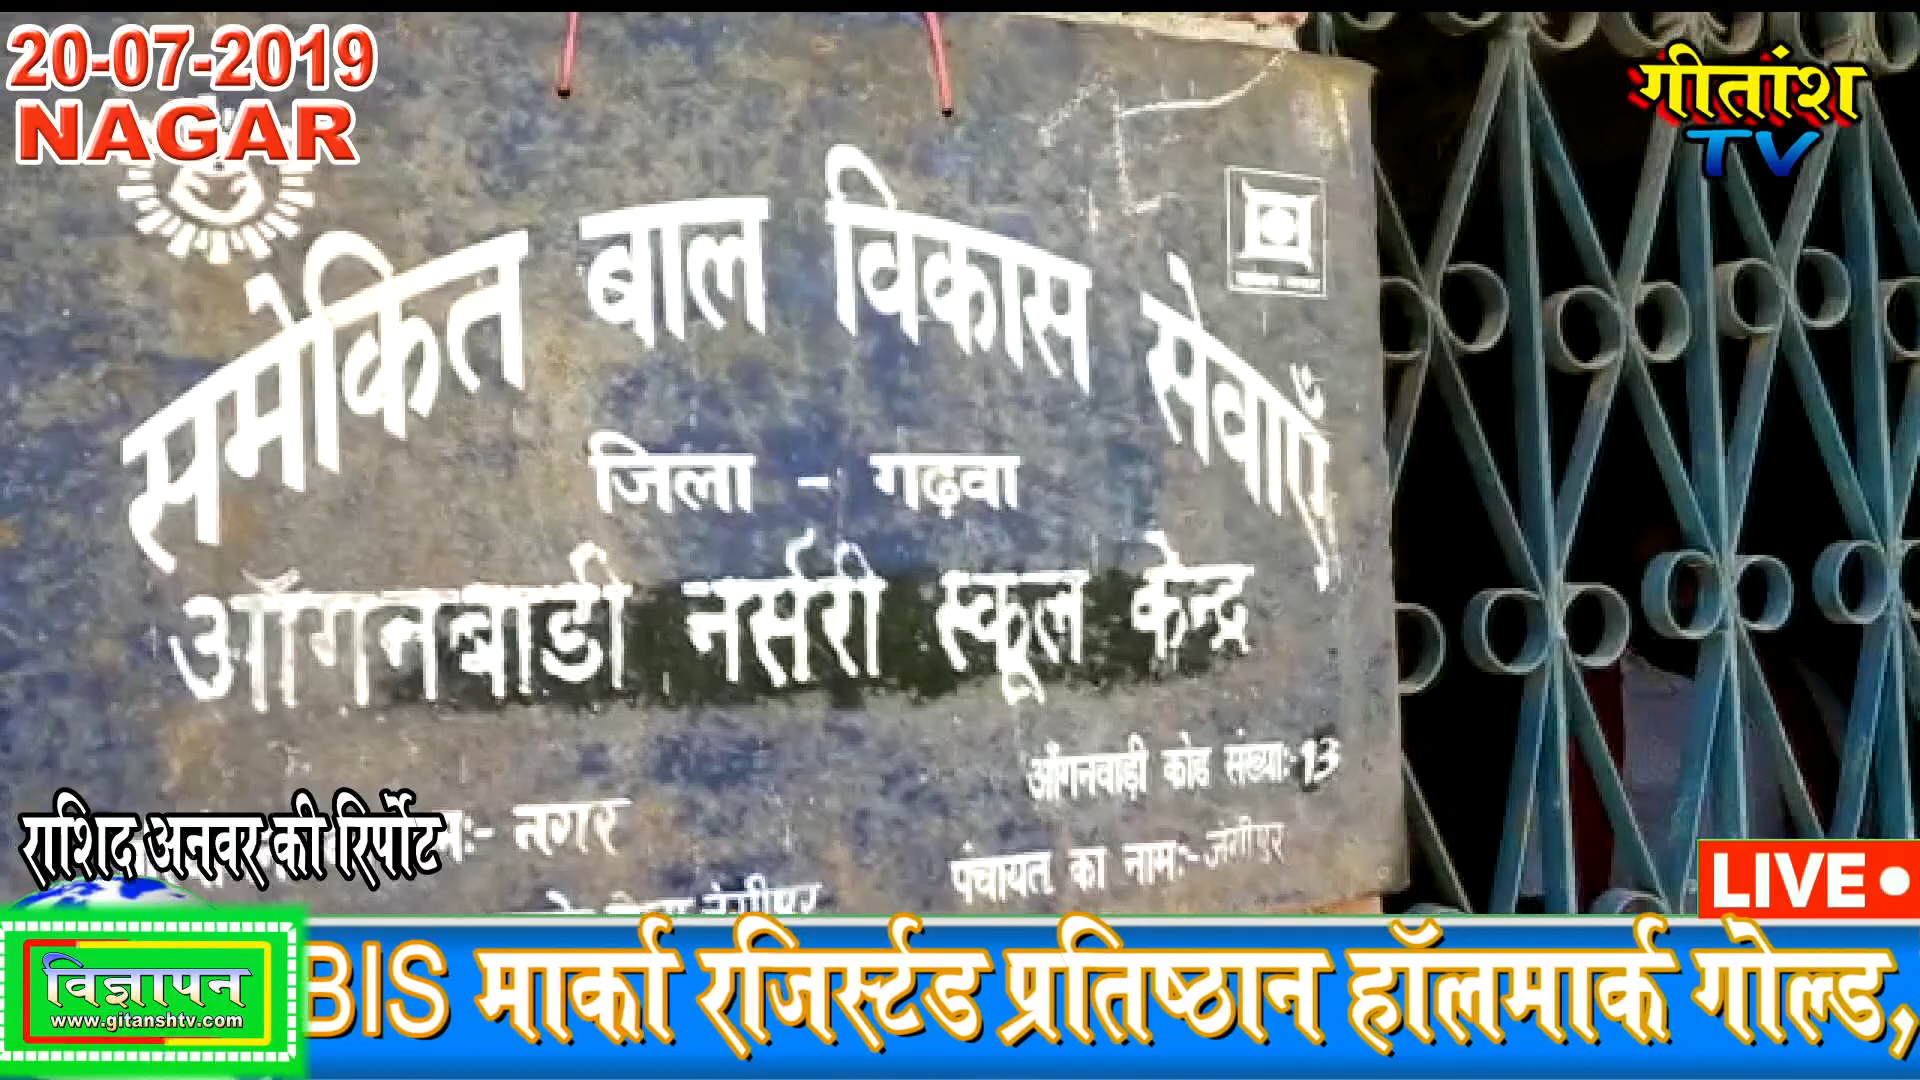 20-07-2019
NAGAR
गीतांश
TV
समेकित बाल विकास सेवाएँ
जिला - गढ़वा
आँगनबाडी नर्सरी स्कूल केन्द्र
आँगनवाड़ी कोड संख्याः- 13
नगर
पंचायत का नामः- जंगीपुर
राशिद अनवर की रिर्पोट
LIVE
विज्ञापन
www.gitanshtv.com
BIS मार्का रजिर्स्टड प्रतिष्ठान हॉलमार्क गोल्ड,